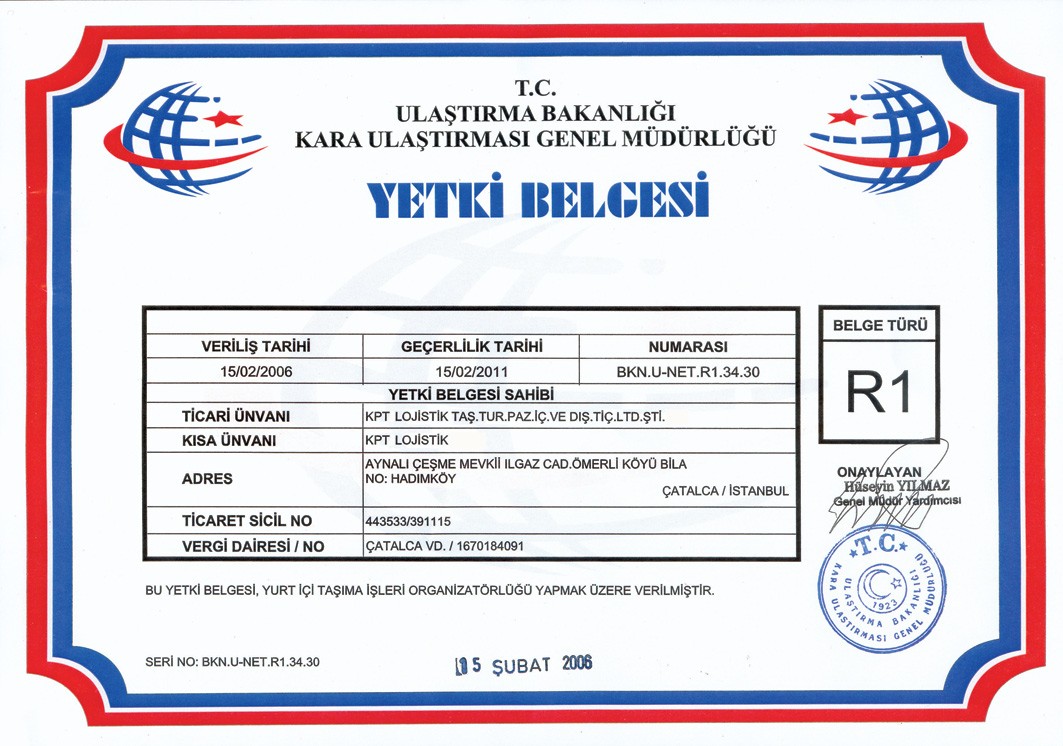 T.C.
ULAŞTIRMA BAKANLIĞI
KARA ULAŞTIRMASI GENEL MÜDÜRLÜĞÜ
YETKİ BELGESİ
VERİLİŞ TARİHİ GEÇERLİLİK TARİHİ NUMARASI
15/02/2006 15/02/2011 BKN.U-NET.R1.34.30
YETKİ BELGESİ SAHİBİ
TİCARİ ÜNVANI KPT LOJİSTİK TAŞ.TUR.PAZ.İÇ.VE DIŞ.TİÇ.LTD.ŞTİ.
KISA ÜNVANI KPT LOJİSTİK
ADRES AYNALI ÇEŞME MEVKİİ ILGAZ CAD.ÖMERLİ KÖYÜ BİLA
NO: HADIMKÖY
ÇATALCA / İSTANBUL
TİCARET SİCİL NO 443533/391115
VERGİ DAİRESİ / NO ÇATALCA VD. / 1670184091
BELGE TÜRÜ
R1
ONAYLAYAN
Hüseyin YILMAZ
Genel Müdür Yardımcısı
T.C.
KARA ULAŞTIRMASI GENEL MÜDÜRLÜĞÜ
ULAŞTIRMA BAKANLIĞI
1923
BU YETKİ BELGESİ, YURT İÇİ TAŞIMA İŞLERİ ORGANİZATÖRLÜĞÜ YAPMAK ÜZERE VERİLMİŞTİR.
SERİ NO: BKN.U-NET.R1.34.30
15 ŞUBAT 2006